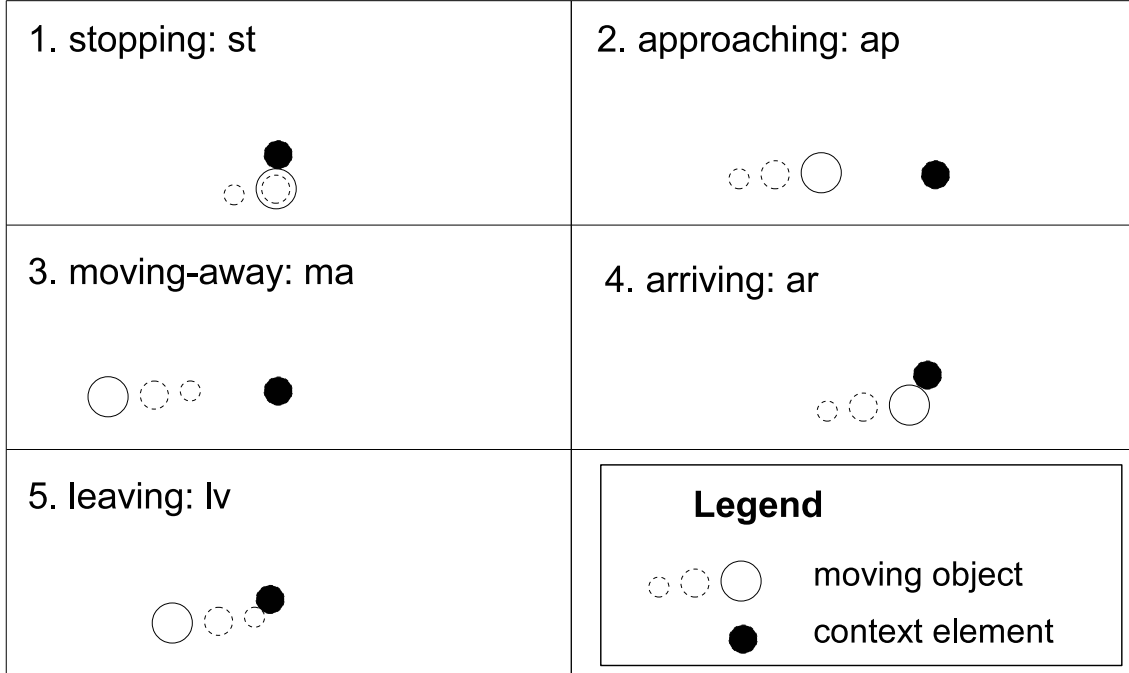 1. stopping: st
2. approaching: ap
3. moving-away: ma
4. arriving: ar
5. leaving: lv
Legend
moving object
context element